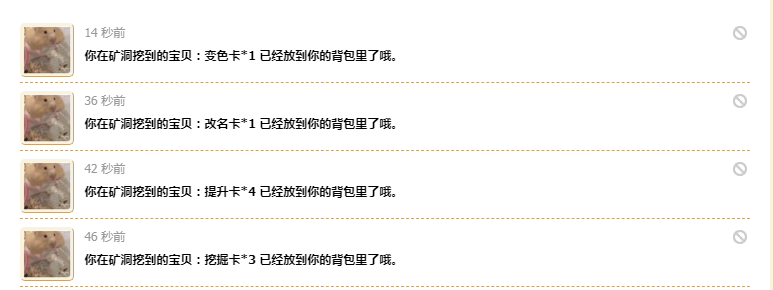 14 秒前
你在矿洞挖到的宝贝：变色卡*1 已经放到你的背包里了哦。
36 秒前
你在矿洞挖到的宝贝：改名卡*1 已经放到你的背包里了哦。
42 秒前
你在矿洞挖到的宝贝：提升卡*4 已经放到你的背包里了哦。
46 秒前
你在矿洞挖到的宝贝：挖掘卡*3 已经放到你的背包里了哦。